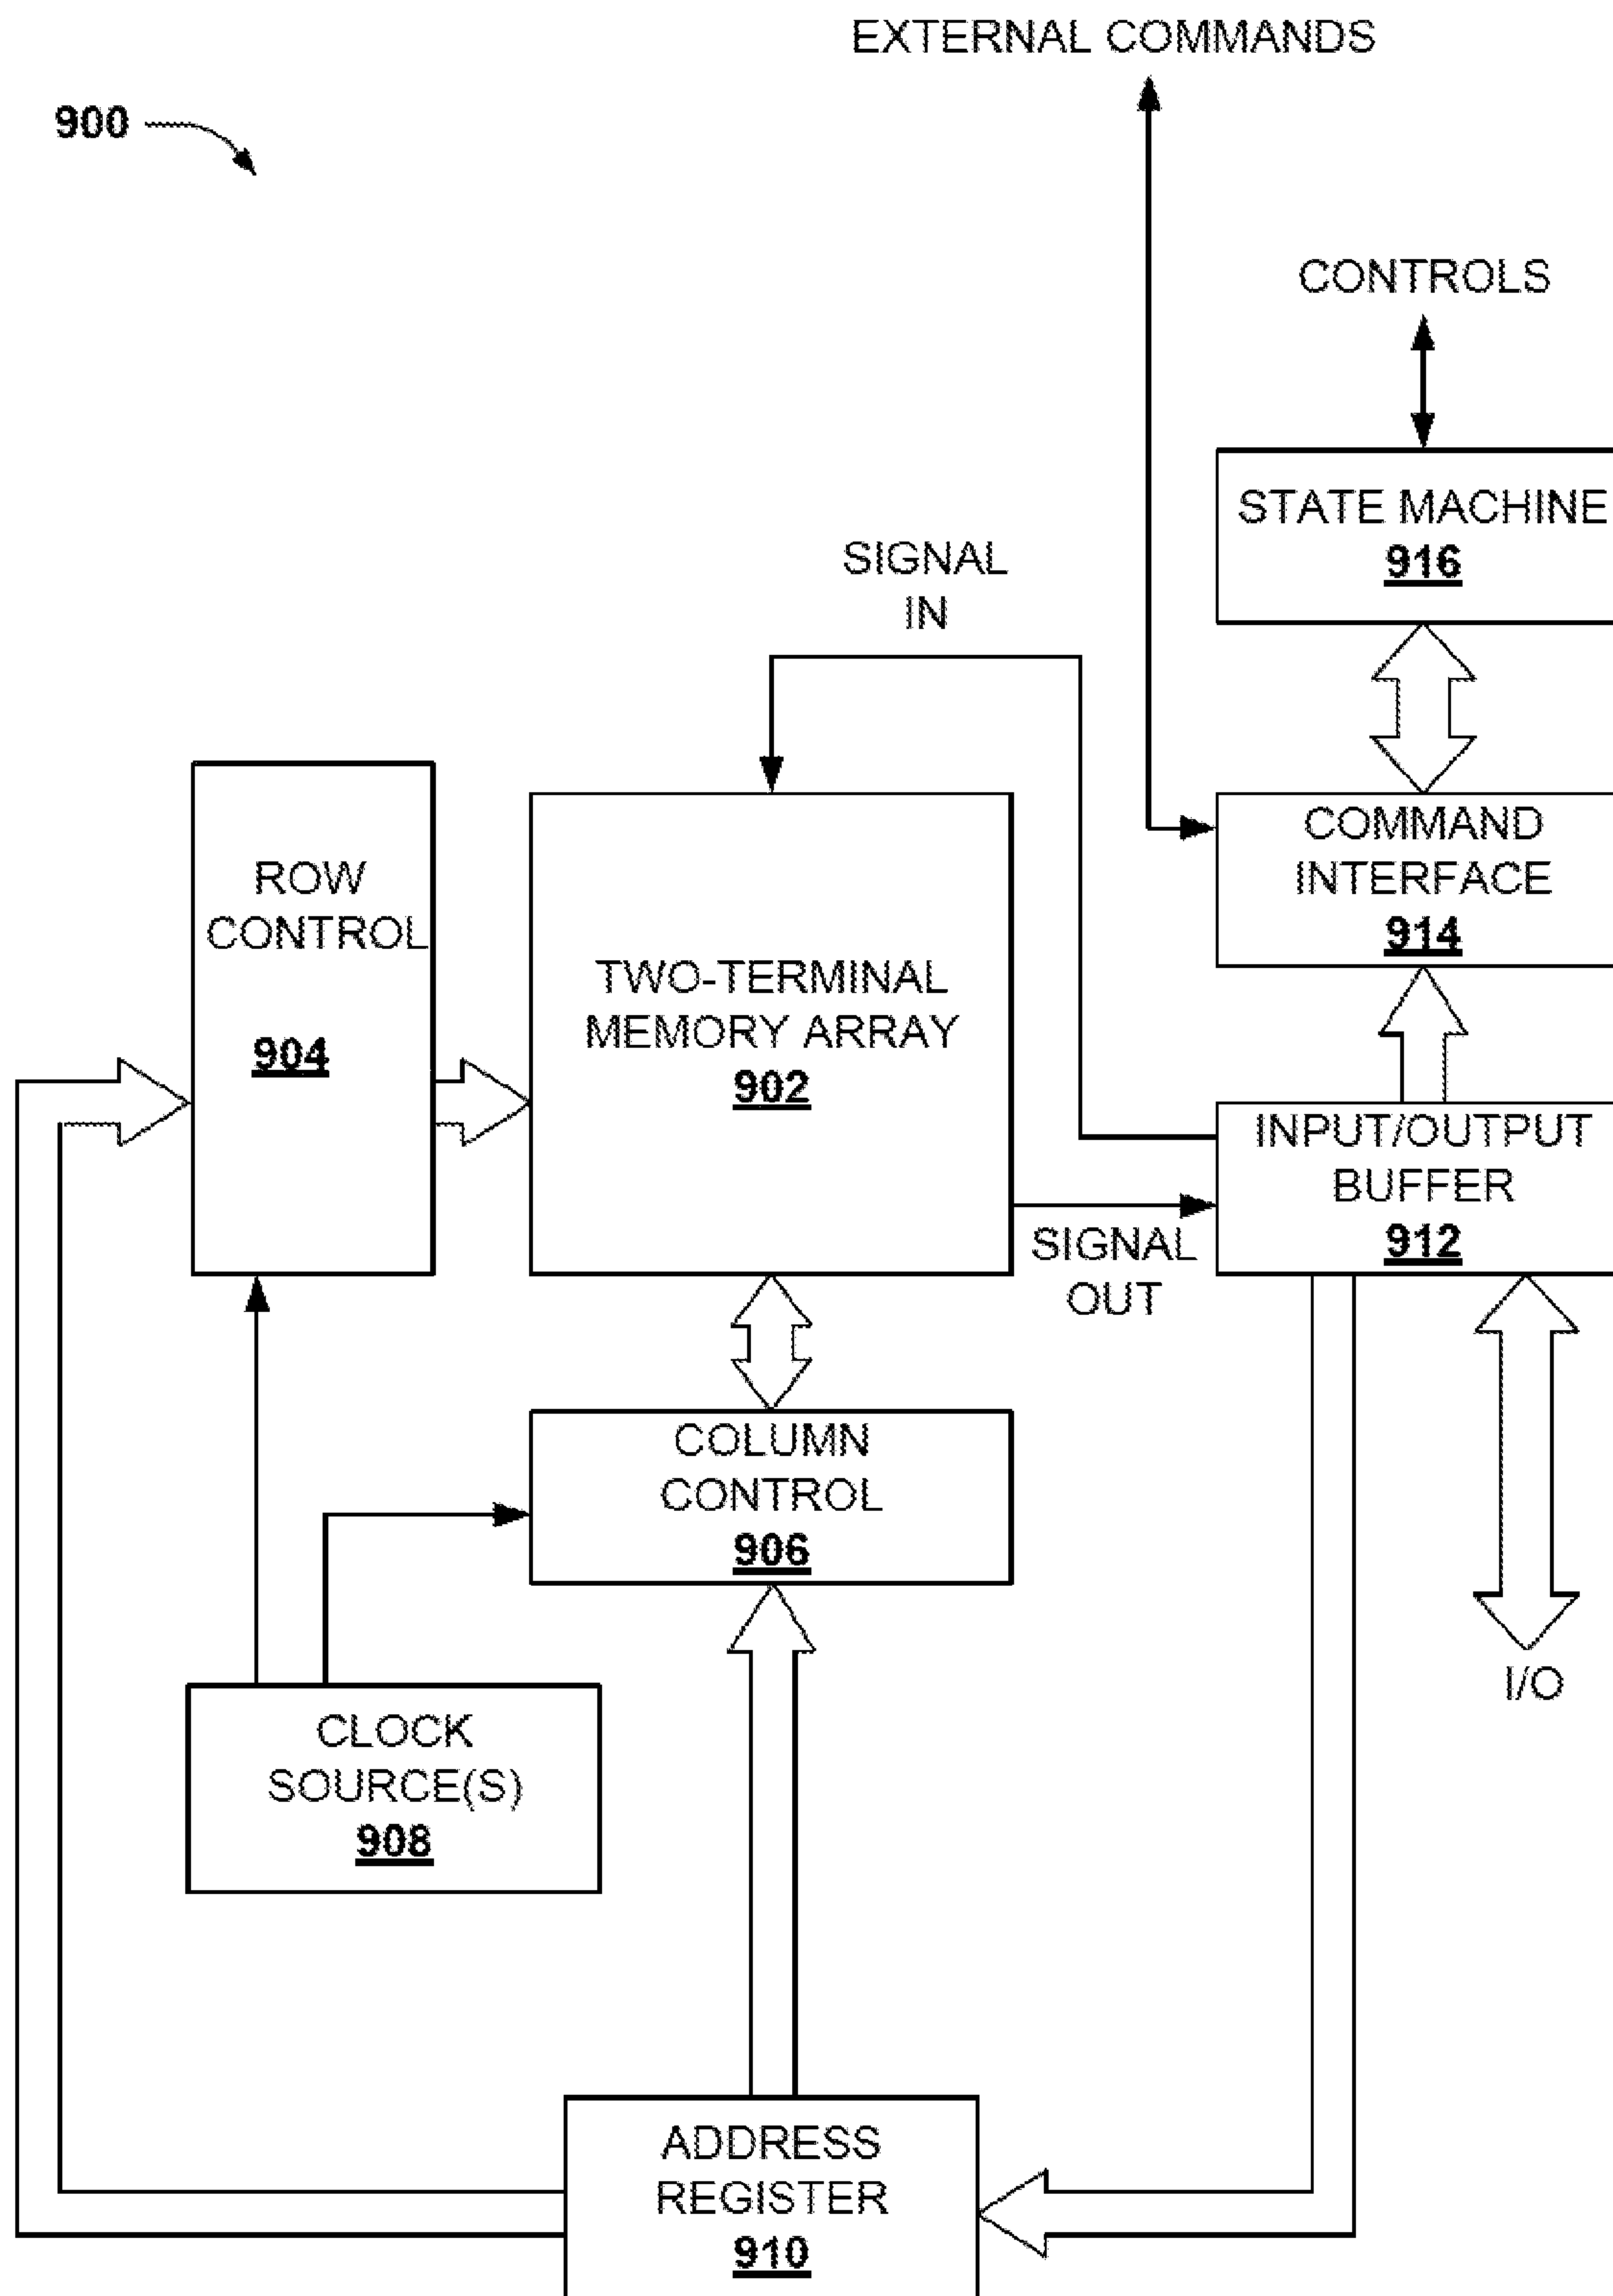 EXTERNAL COMMANDS
900
CONTROLS
STATE MACHINE
916
SIGNAL
IN
COMMAND
INTERFACE
914
ROW
CONTROL
904
TWO-TERMINAL
MEMORY ARRAY
902
INPUT/OUTPUT
BUFFER
912
SIGNAL
OUT
COLUMN
CONTROL
906
I/O
CLOCK
SOURCE(S)
908
ADDRESS
REGISTER
910